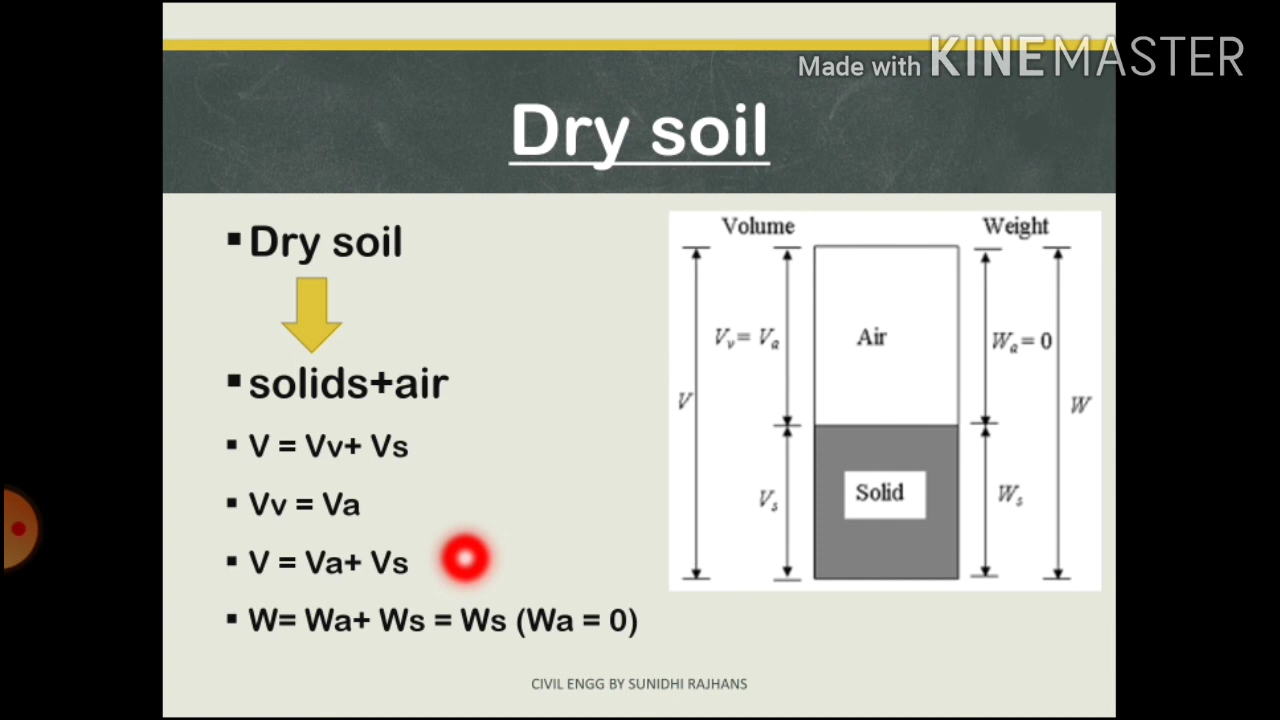 Made with KINEMASTER
Dry soil
▪ Dry soil
▪ solids+air
▪ V = Vv+ Vs
▪ Vv = Va
▪ V = Va+ Vs
▪ W= Wa+ Ws = Ws (Wa = 0)
Volume Weight
Vv = Va Air Wa = 0
V W
Vs Solid Ws
CIVIL ENGG BY SUNIDHI RAJHANS